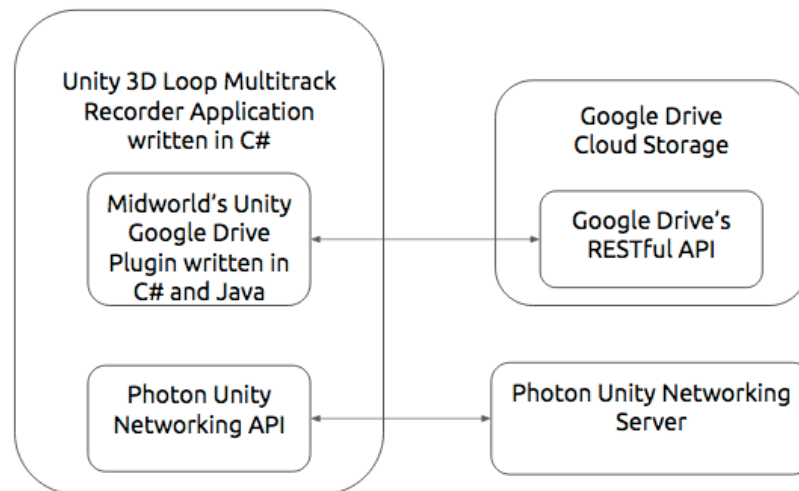 Unity 3D Loop Multitrack
Recorder Application
written in C#
Midworld's Unity
Google Drive
Plugin written in
C# and Java
Photon Unity
Networking API
Google Drive
Cloud Storage
Google Drive's
RESTful API
Photon Unity Networking
Server